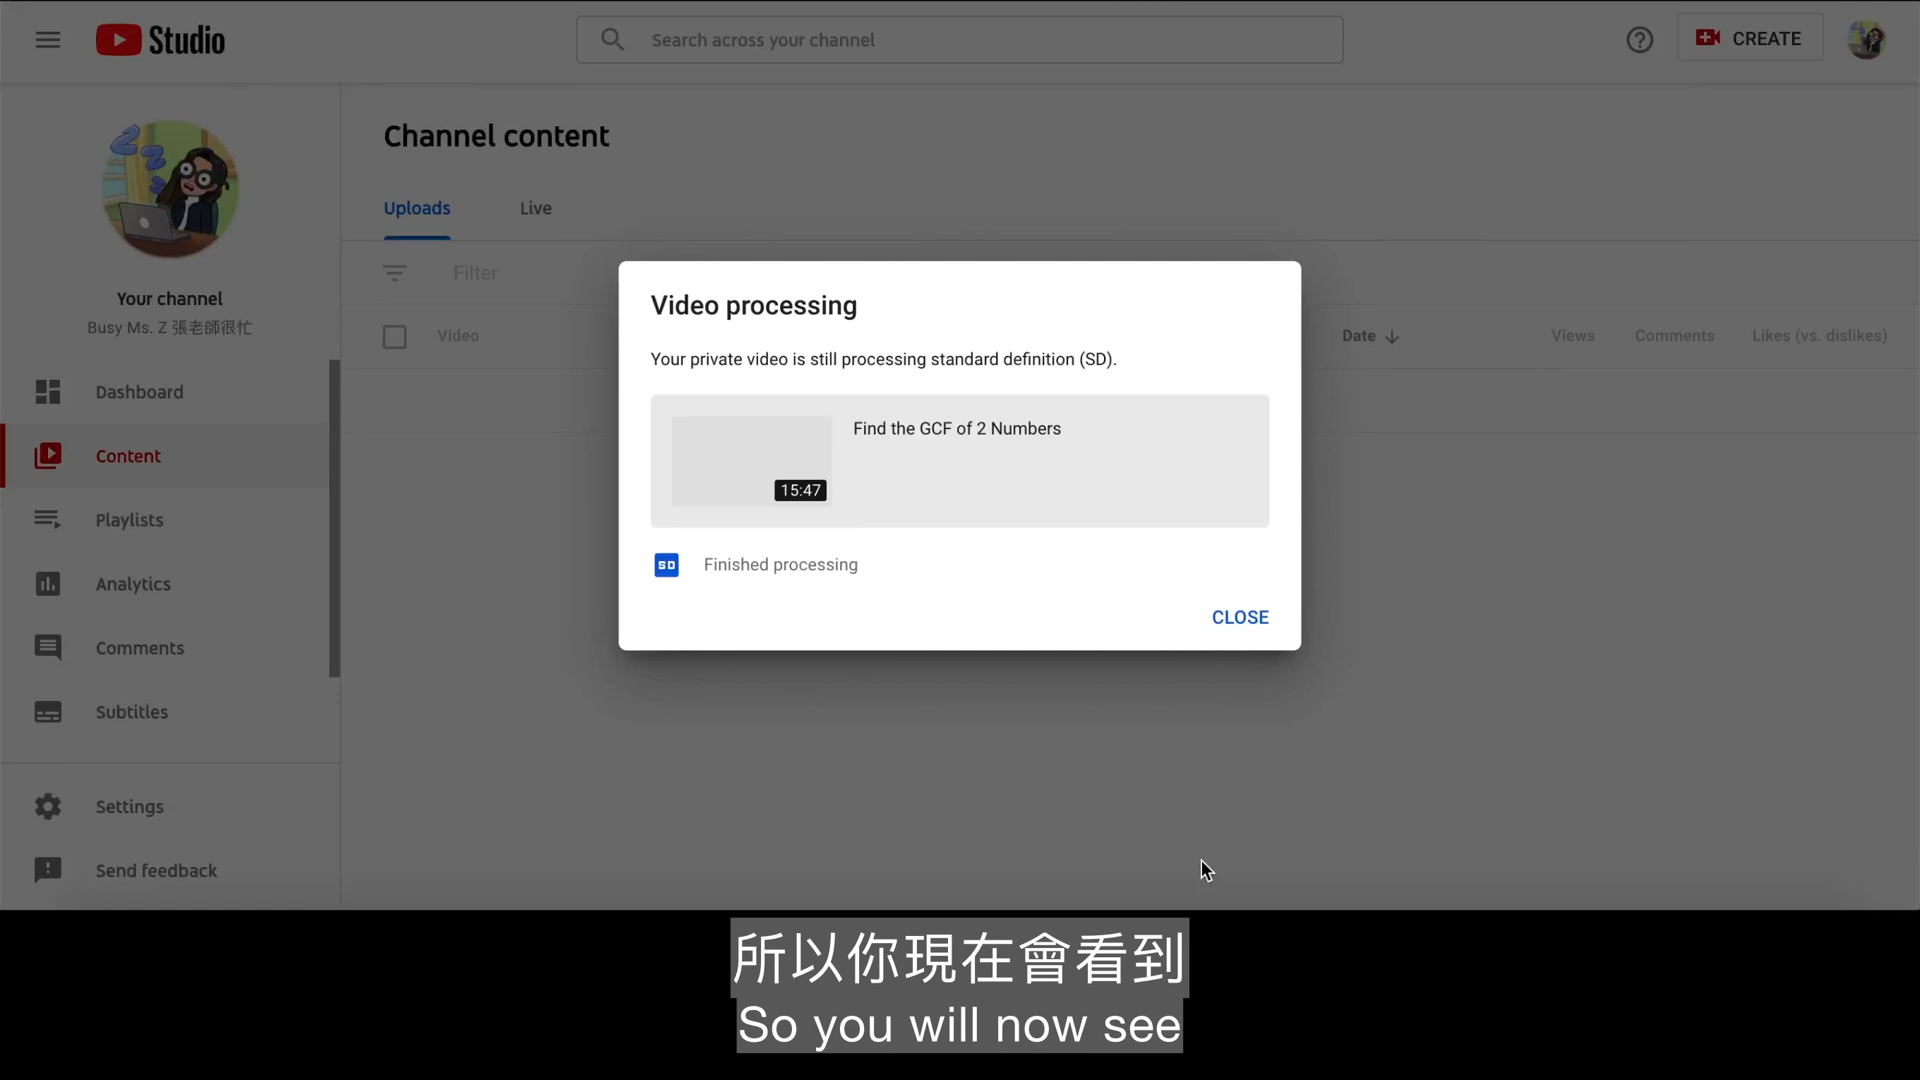 Studio
Search across your channel
CREATE
Channel content
Uploads
Live
Filter
Your channel
Busy Ms. Z 張老師很忙
Video
Date
Views
Comments
Likes (vs. dislikes)
Dashboard
Content
Playlists
Analytics
Comments
Subtitles
Settings
Send feedback
Video processing
Your private video is still processing standard definition (SD).
Find the GCF of 2 Numbers
15:47
SD
Finished processing
CLOSE
所以你現在會看到
So you will now see